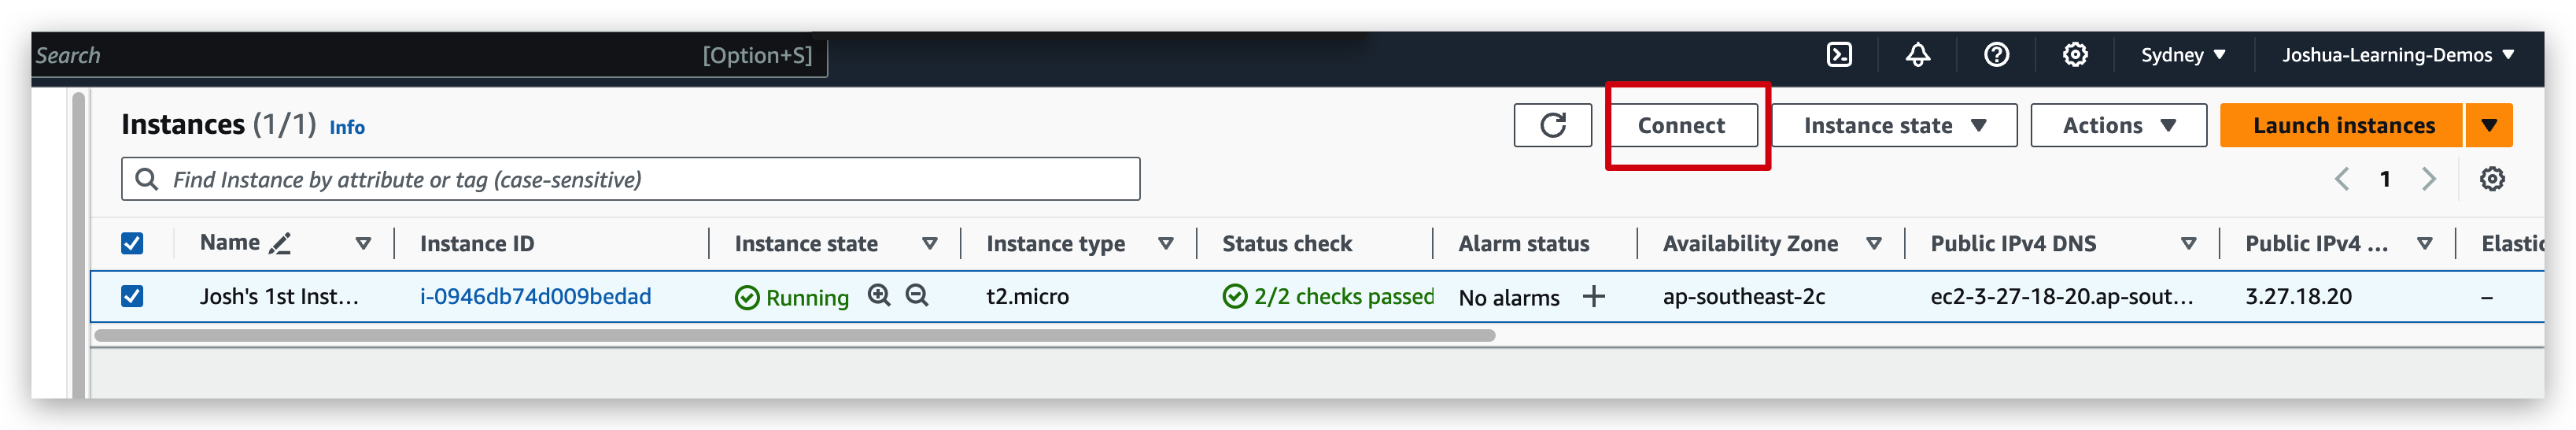 Search [Option+S] Sydney Joshua-Learning-Demos
Instances (1/1) Info Connect Instance state Actions Launch instances
Find Instance by attribute or tag (case-sensitive) 1
Name Instance ID Instance state Instance type Status check Alarm status Availability Zone Public IPv4 DNS Public IPv4 ... Elastic
Josh's 1st Inst... i-0946db74d009bedad Running t2.micro 2/2 checks passed No alarms ap-southeast-2c ec2-3-27-18-20.ap-sout... 3.27.18.20 –